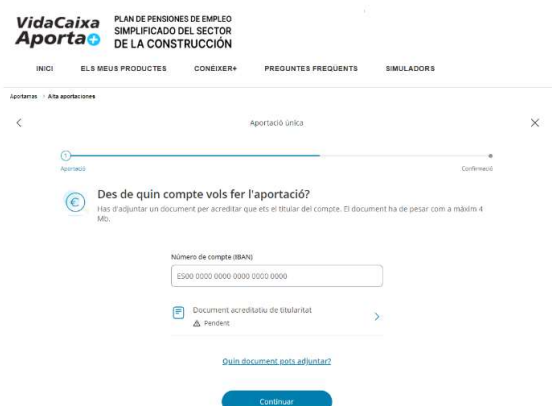 VidaCaixa
Aporta+
PLAN DE PENSIONES DE EMPLEO
SIMPLIFICADO DEL SECTOR
DE LA CONSTRUCCIÓN
INICI ELS MEUS PRODUCTES CONÈIXER+ PREGUNTES FREQÜENTS SIMULADORS
Aportamas > Alta aportaciones
Aportació única
1
Aportació Confirmació
Des de quin compte vols fer l'aportació?
Has d'adjuntar un document per acreditar que ets el titular del compte. El document ha de pesar com a màxim 4
Mb.
Número de compte (IBAN)
ES00 0000 0000 0000 0000 0000
Document acreditatiu de titularitat
Pendent
Quin document pots adjuntar?
Continuar